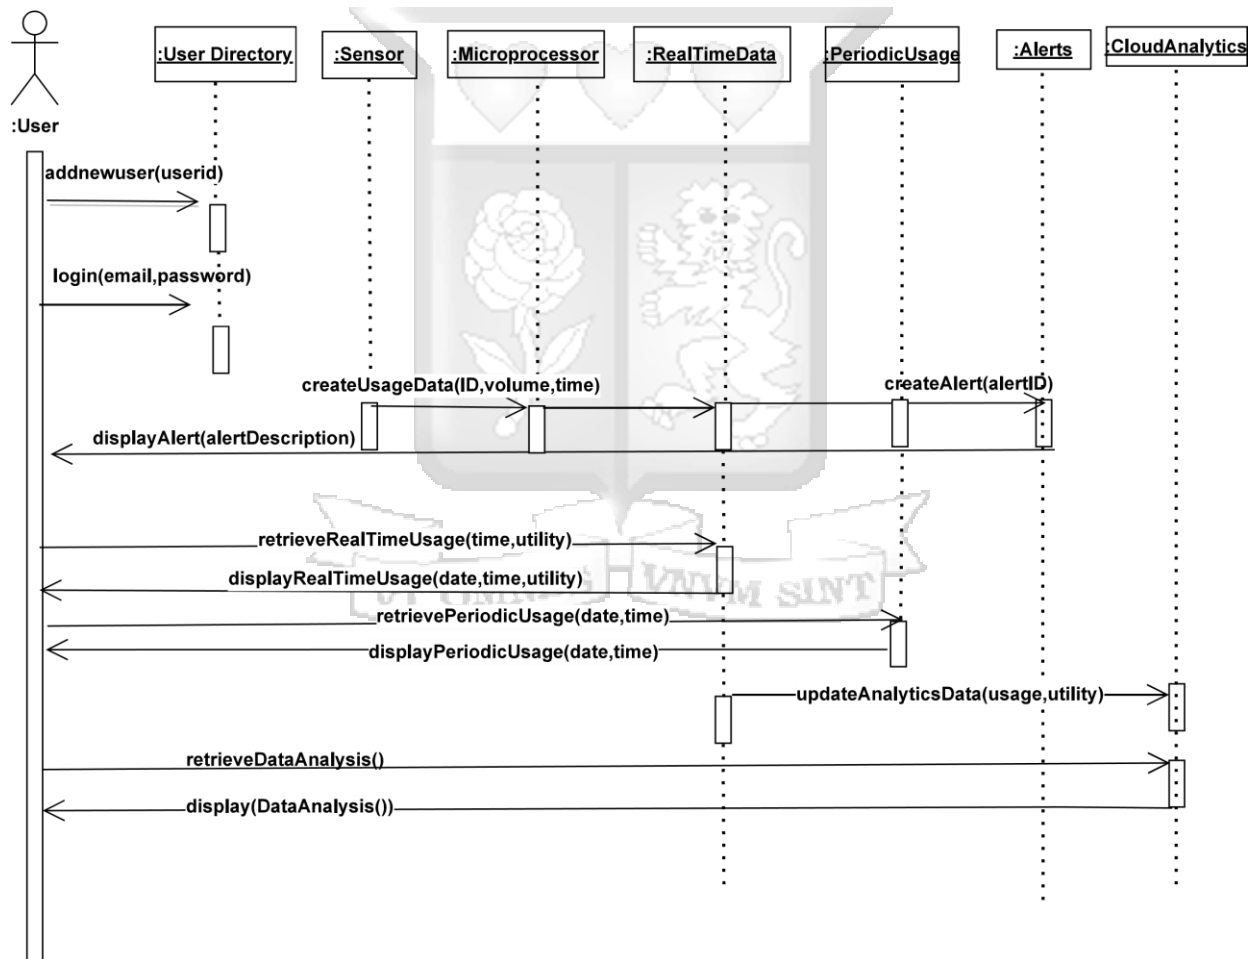 :User Directory
:Sensor
:Microprocessor
:RealTimeData
:PeriodicUsage
:Alerts
:CloudAnalytics
:User
addnewuser(userid)
login(email,password)
createUsageData(ID,volume,time)
createAlert(alertID)
displayAlert(alertDescription)
retrieveRealTimeUsage(time,utility)
displayRealTimeUsage(date,time,utility)
VNVM SINT
retrievePeriodicUsage(date,time)
displayPeriodicUsage(date,time)
updateAnalyticsData(usage,utility)
retrieveDataAnalysis()
display(DataAnalysis())